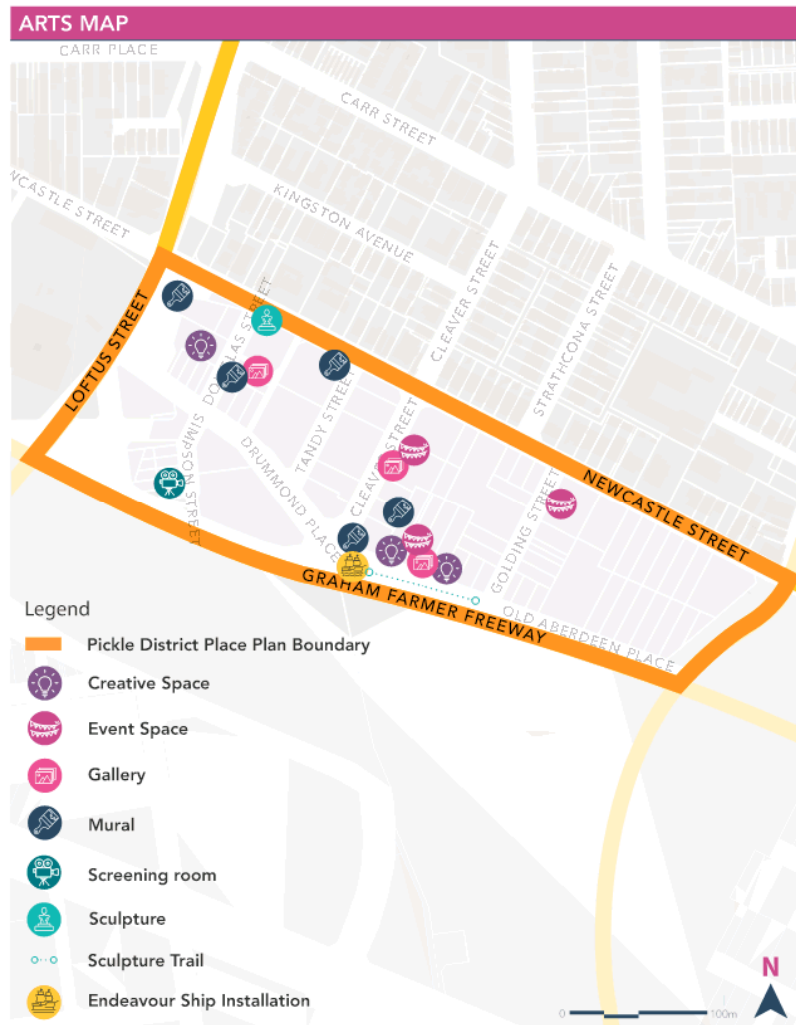 ARTS MAP
CARR PLACE
CARR STREET
NCASTLE STREET
KINGSTON AVENUE
CLEAVER STREET
STRATHCONA STREET
LOFTUS STREET
DOUGLAS STREET
TANDY STREET
SIMPSON STREET
DRUMMOND PLACE
CLEAVER STREET
GOLDING STREET
NEWCASTLE STREET
GRAHAM FARMER FREEWAY
OLD ABERDEEN PLACE
Legend
Pickle District Place Plan Boundary
Creative Space
Event Space
Gallery
Mural
Screening room
Sculpture
Sculpture Trail
Endeavour Ship Installation
N
0 100m